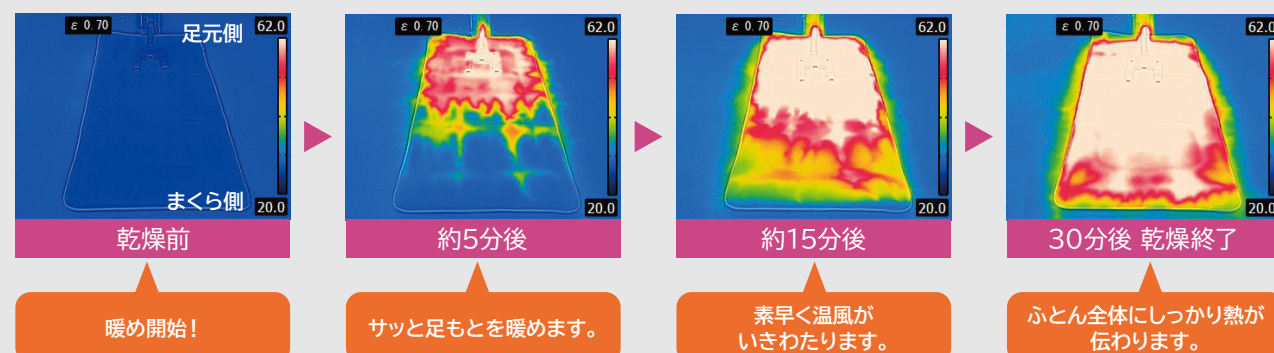 ε 0.70
62.0
足元側
まくら側
20.0
乾燥前
暖め開始!
ε 0.70
62.0
20.0
約5分後
サッと足もとを暖めます。
ε 0.70
62.0
20.0
約15分後
素早く温風が
いきわたります。
ε 0.70
62.0
20.0
30分後 乾燥終了
ふとん全体にしっかり熱が
伝わります。